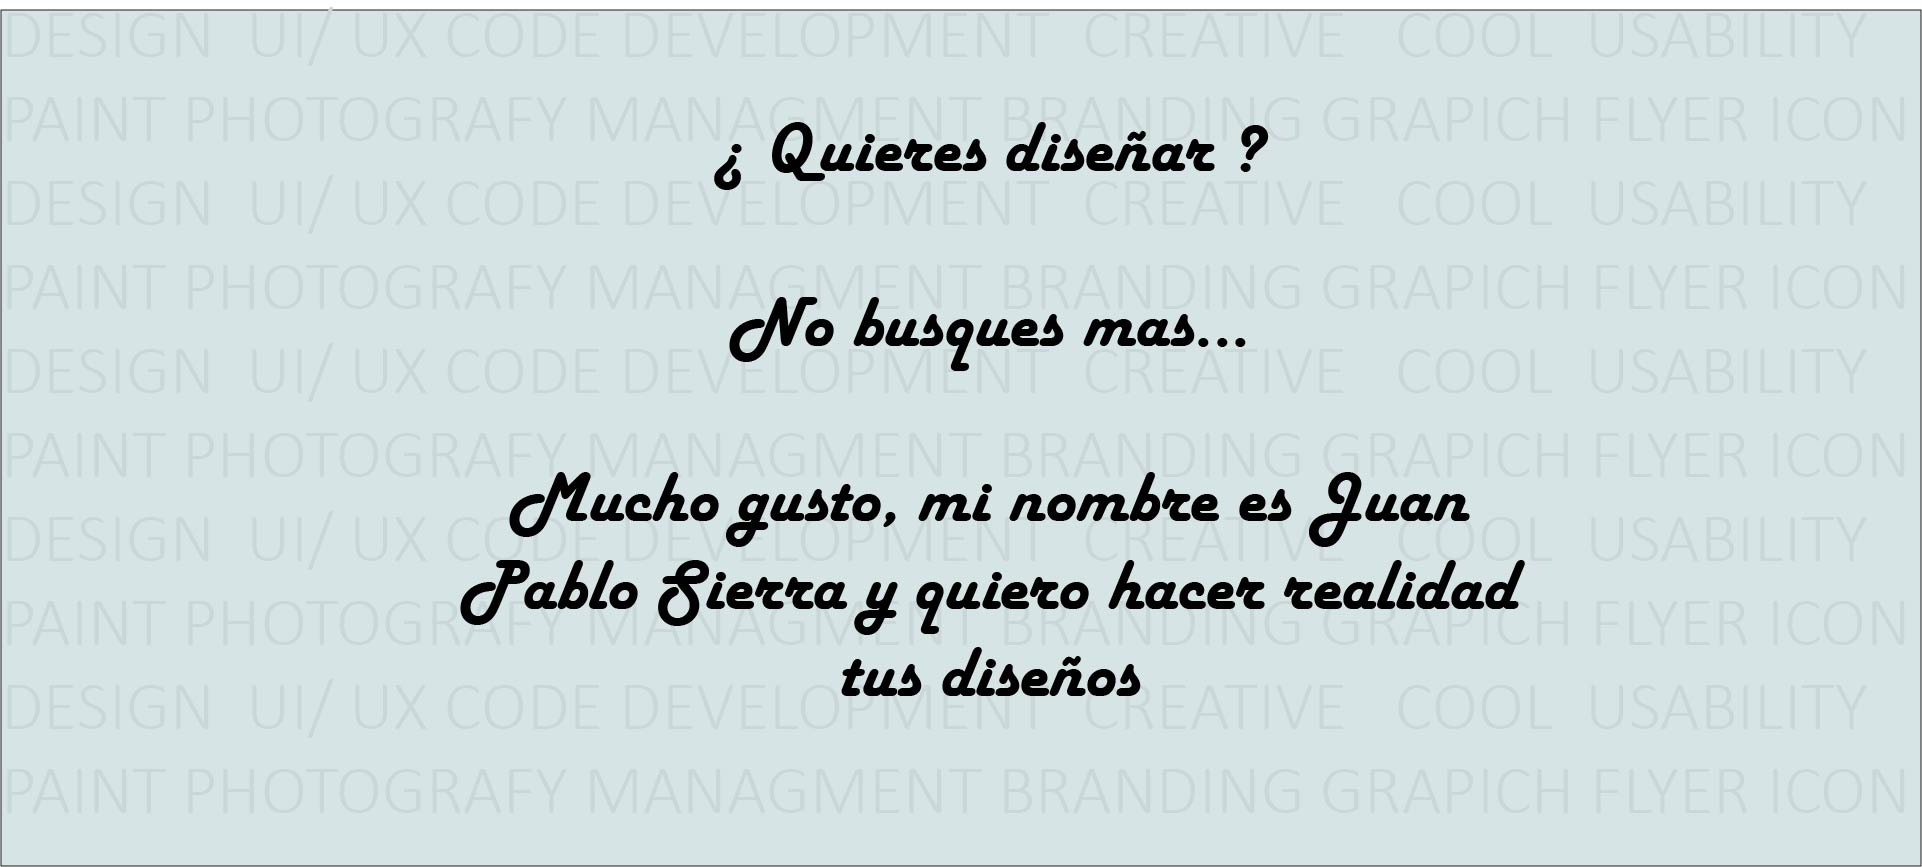 DESIGN UI/ UX CODE DEVELOPMENT CREATIVE COOL USABILITY
PAINT PHOTOGRAFY MANAGMENT BRANDING GRAPICH FLYER ICON
¿ Quieres diseñar ?
DESIGN UI/ UX CODE DEVELOPMENT CREATIVE COOL USABILITY
PAINT PHOTOGRAFY MANAGMENT BRANDING GRAPICH FLYER ICON
No busques mas...
DESIGN UI/ UX CODE DEVELOPMENT CREATIVE COOL USABILITY
PAINT PHOTOGRAFY MANAGMENT BRANDING GRAPICH FLYER ICON
Mucho gusto, mi nombre es Juan
DESIGN UI/ UX CODE DEVELOPMENT CREATIVE COOL USABILITY
Pablo Sierra y quiero hacer realidad
PAINT PHOTOGRAFY MANAGMENT BRANDING GRAPICH FLYER ICON
tus diseños
DESIGN UI/ UX CODE DEVELOPMENT CREATIVE COOL USABILITY
PAINT PHOTOGRAFY MANAGMENT BRANDING GRAPICH FLYER ICON